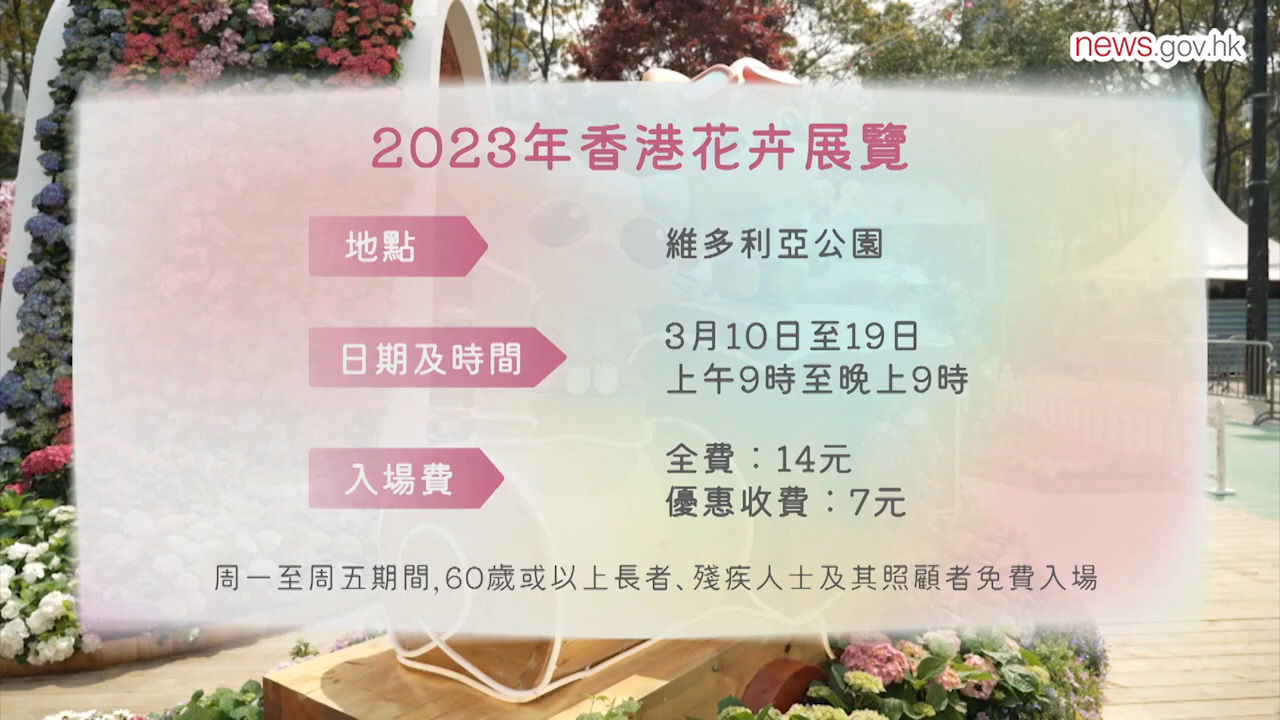 news.gov.hk
2023年香港花卉展覽
地點
維多利亞公園
日期及時間
3月10日至19日
上午9時至晚上9時
入場費
全費：14元
優惠收費：7元
周一至周五期間,60歲或以上長者、殘疾人士及其照顧者免費入場